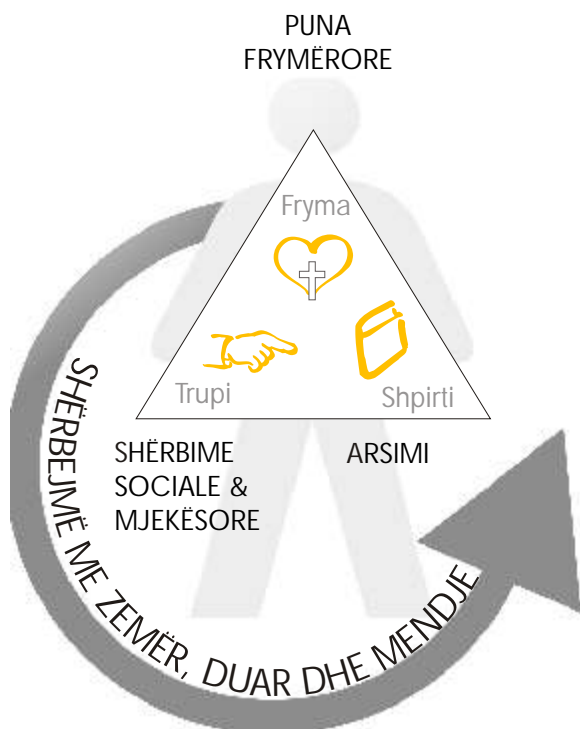 PUNA
FRYMËRORE
Fryma
Trupi
Shpirti
SHËRBIME
SOCIALE &
MJEKËSORE
ARSIMI
SHËRBEJMË ME ZEMËR, DUAR DHE MENDJE